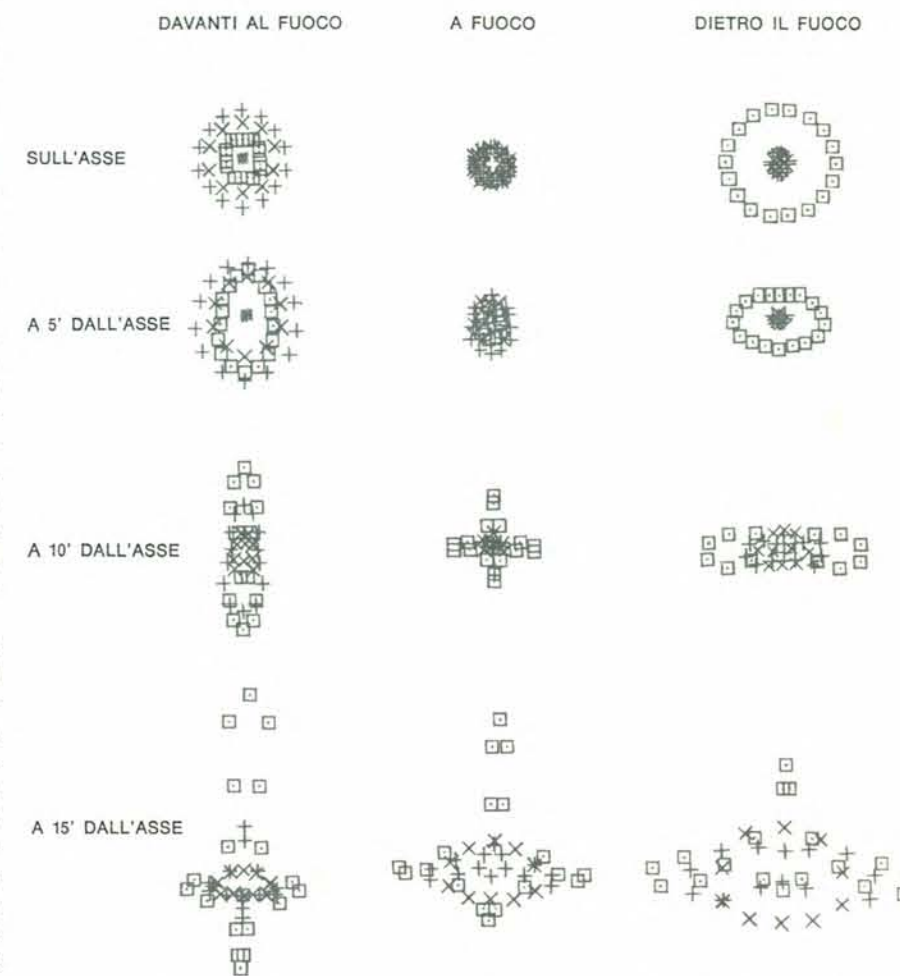 DAVANTI AL FUOCO
A FUOCO
DIETRO IL FUOCO
SULL'ASSE
A 5' DALL'ASSE
A 10' DALL'ASSE
A 15' DALL'ASSE